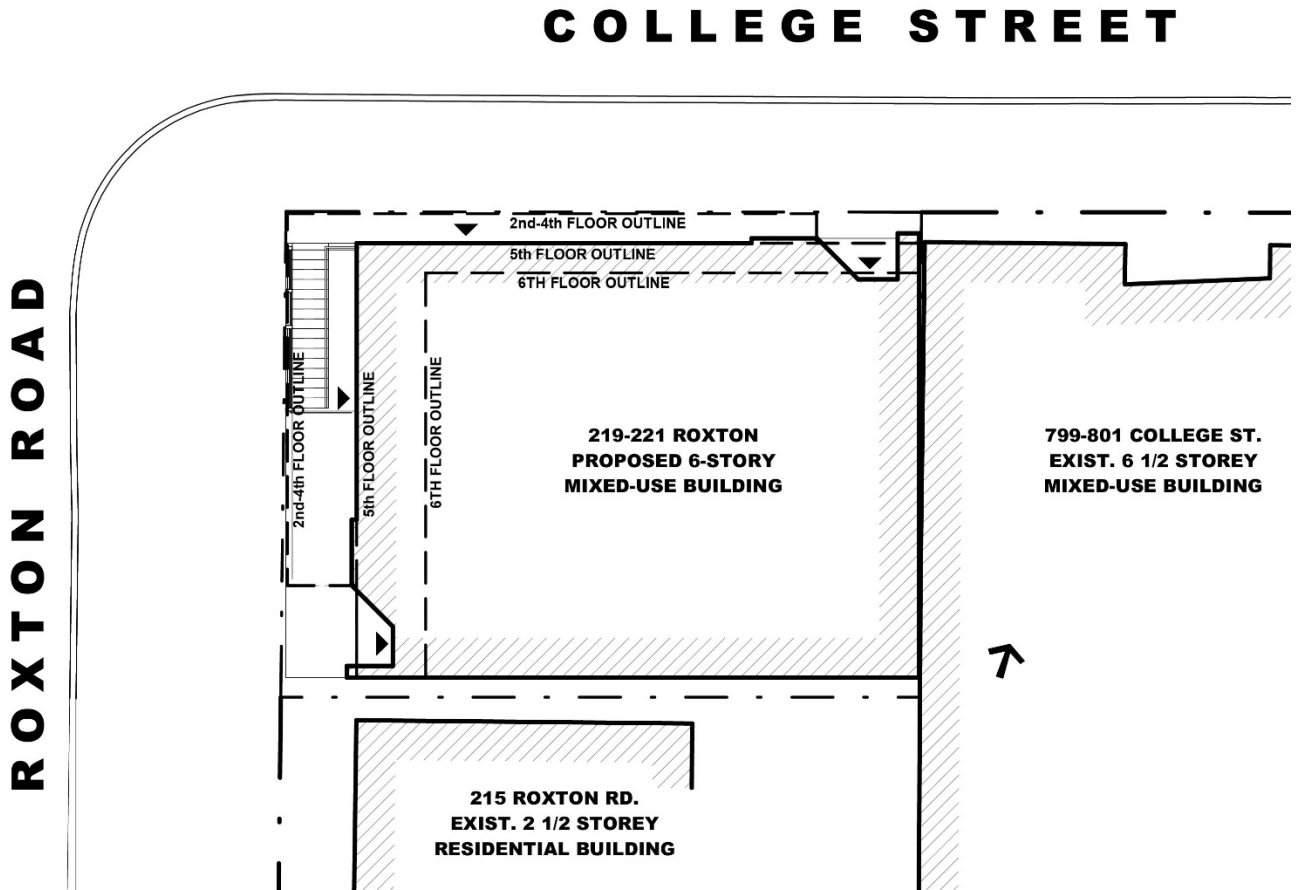 COLLEGE STREET
ROXTON ROAD
2nd-4th FLOOR OUTLINE
5th FLOOR OUTLINE
6TH FLOOR OUTLINE
2nd-4th FLOOR OUTLINE
5th FLOOR OUTLINE
6TH FLOOR OUTLINE
219-221 ROXTON
PROPOSED 6-STORY
MIXED-USE BUILDING
799-801 COLLEGE ST.
EXIST. 6 1/2 STOREY
MIXED-USE BUILDING
215 ROXTON RD.
EXIST. 2 1/2 STOREY
RESIDENTIAL BUILDING